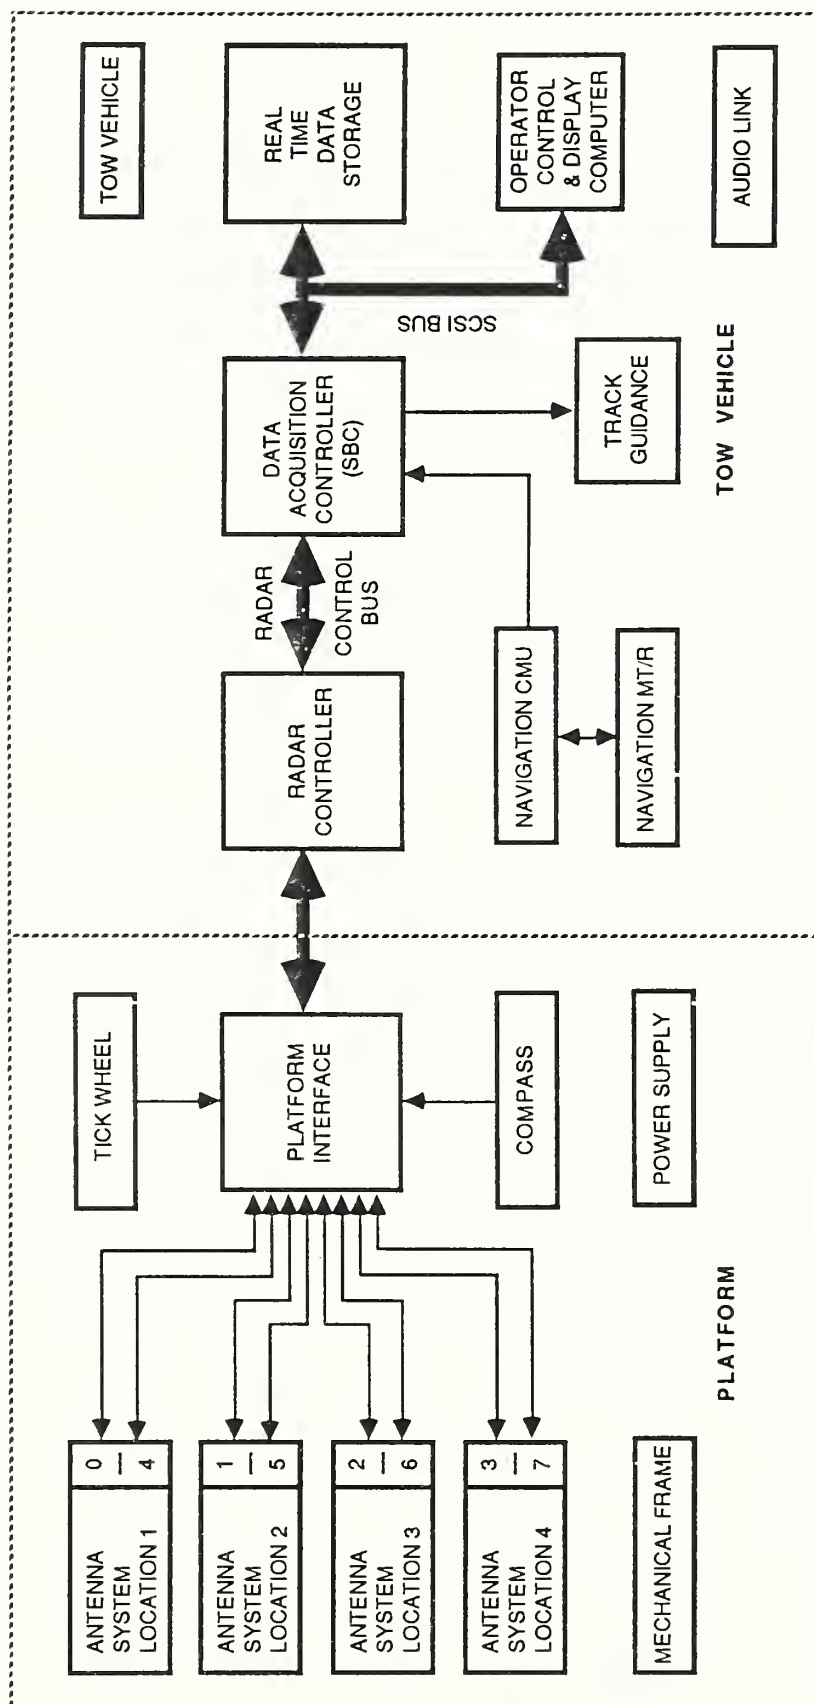 ANTENNA
SYSTEM
LOCATION 1
0
4
ANTENNA
SYSTEM
LOCATION 2
1
5
ANTENNA
SYSTEM
LOCATION 3
2
6
ANTENNA
SYSTEM
LOCATION 4
3
7
MECHANICAL FRAME
TICK WHEEL
PLATFORM
INTERFACE
COMPASS
POWER SUPPLY
PLATFORM
RADAR
CONTROLLER
RADAR
CONTROL
BUS
NAVIGATION CMU
NAVIGATION MT/R
DATA
ACQUISITION
CONTROLLER
(SBC)
TRACK
GUIDANCE
SCSI BUS
TOW VEHICLE
REAL
TIME
DATA
STORAGE
OPERATOR
CONTROL
& DISPLAY
COMPUTER
AUDIO LINK
TOW VEHICLE